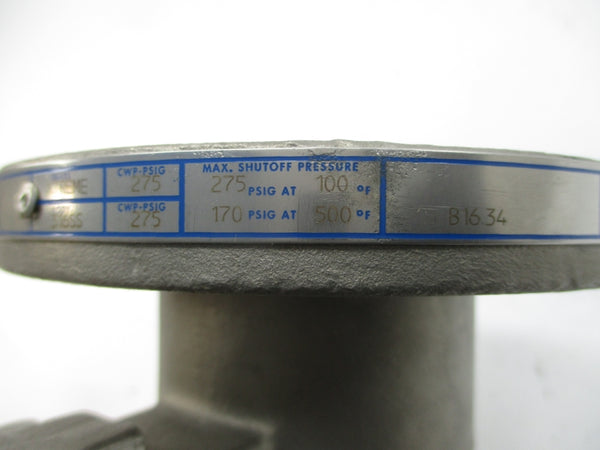 CWP-PSIG MAX. SHUTOFF PRESSURE
275 275 PSIG AT 100 °F
CWP-PSIG
275 170 PSIG AT 500 °F B16.34